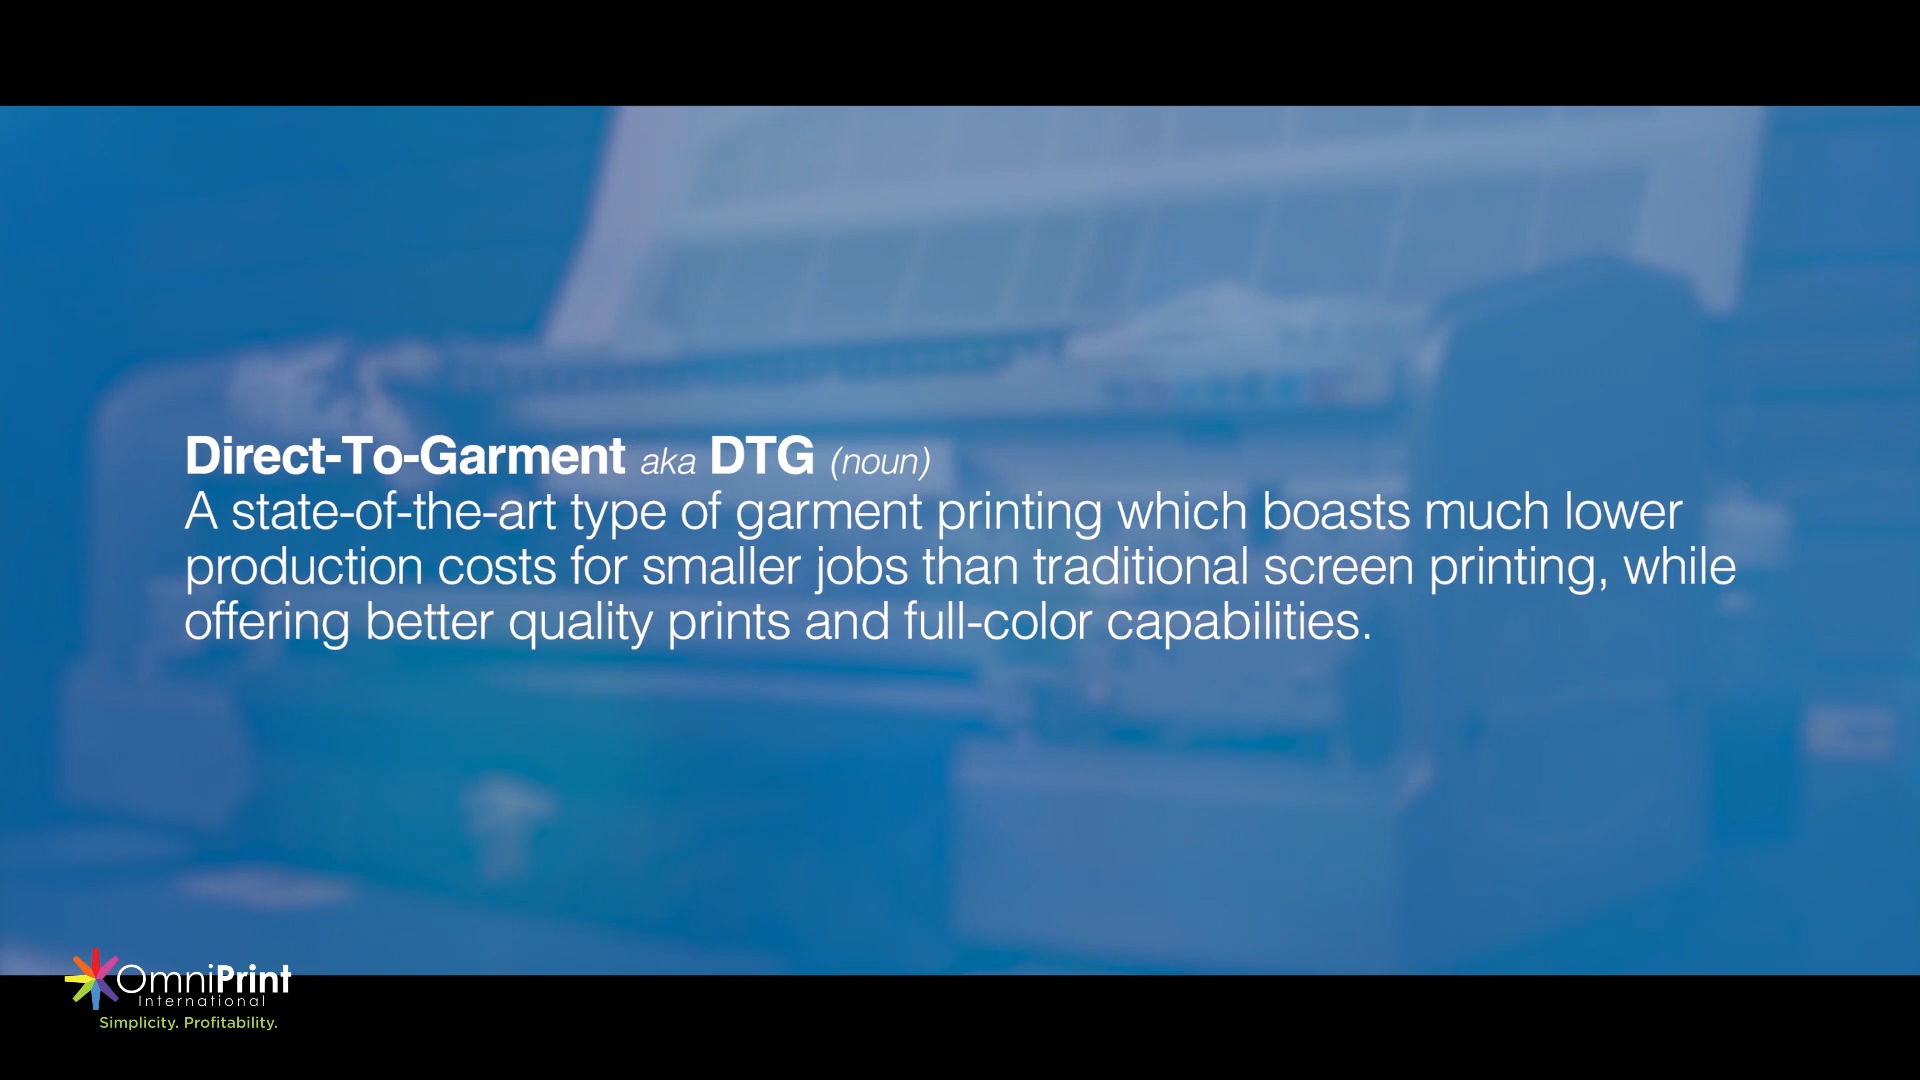 Direct-To-Garment aka DTG (noun)
A state-of-the-art type of garment printing which boasts much lower
production costs for smaller jobs than traditional screen printing, while
offering better quality prints and full-color capabilities.
OmniPrint
International
Simplicity. Profitability.